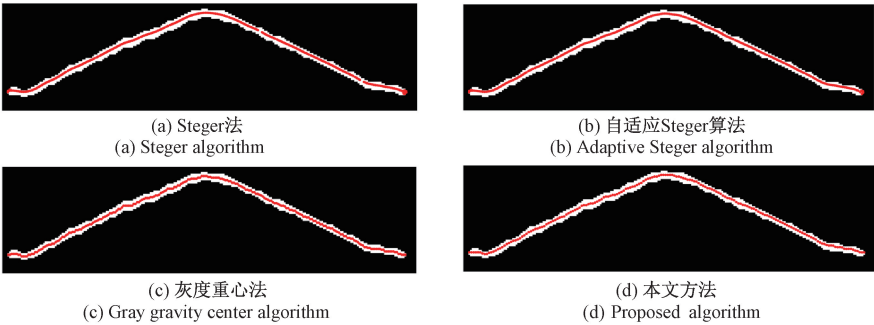 (a) Steger法
(a) Steger algorithm
(b) 自适应Steger算法
(b) Adaptive Steger algorithm
(c) 灰度重心法
(c) Gray gravity center algorithm
(d) 本文方法
(d) Proposed algorithm